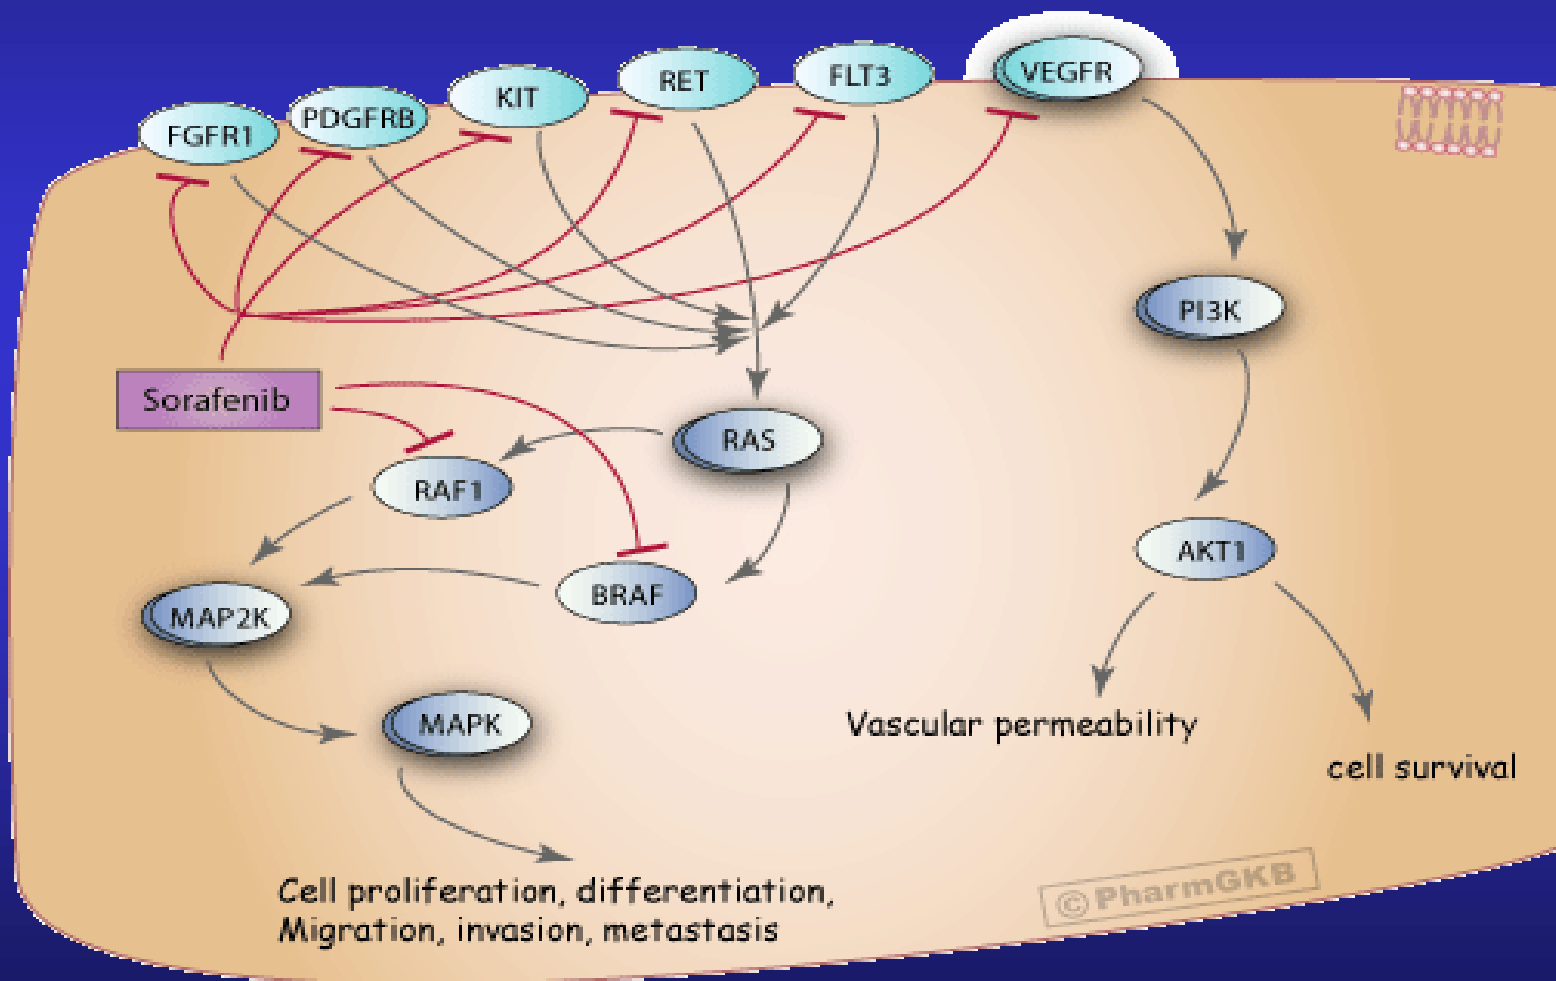 FGFR1
PDGFRB
KIT
RET
FLT3
VEGFR
PI3K
Sorafenib
RAS
RAF1
AKT1
BRAF
MAP2K
MAPK
Vascular permeability
cell survival
Cell proliferation, differentiation,
Migration, invasion, metastasis
© PharmGKB